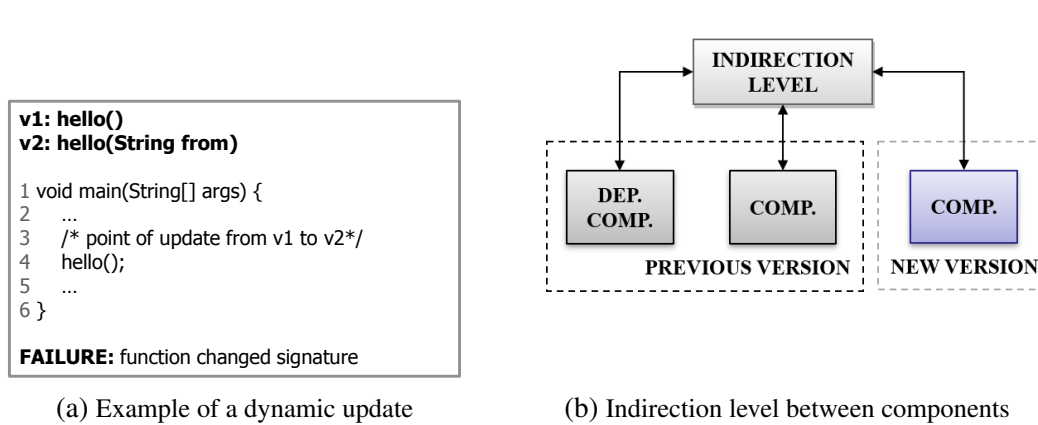 v1: hello()
v2: hello(String from)
1 void main(String[] args) {
2 ...
3 /* point of update from v1 to v2*/
4 hello();
5 ...
6 }
FAILURE: function changed signature
(a) Example of a dynamic update
INDIRECTION
LEVEL
DEP.
COMP.
COMP.
COMP.
PREVIOUS VERSION
NEW VERSION
(b) Indirection level between components